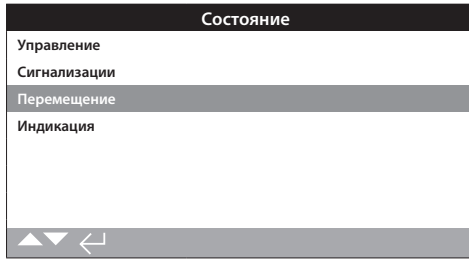 Состояние
Управление
Сигнализации
Перемещение
Индикация